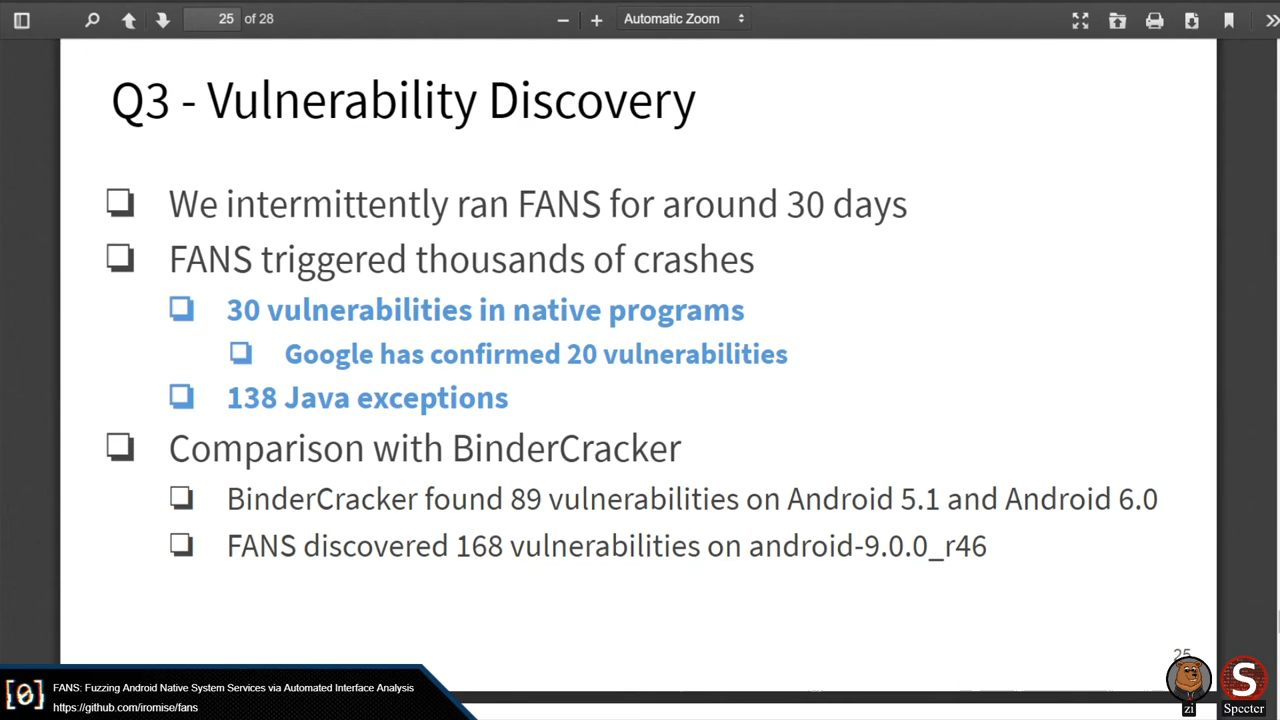 25 of 28
Automatic Zoom
Q3 - Vulnerability Discovery
We intermittently ran FANS for around 30 days
FANS triggered thousands of crashes
30 vulnerabilities in native programs
Google has confirmed 20 vulnerabilities
138 Java exceptions
Comparison with BinderCracker
BinderCracker found 89 vulnerabilities on Android 5.1 and Android 6.0
FANS discovered 168 vulnerabilities on android-9.0.0_r46
25
[0]
FANS: Fuzzing Android Native System Services via Automated Interface Analysis
https://github.com/iromise/fans
zi
S
Specter